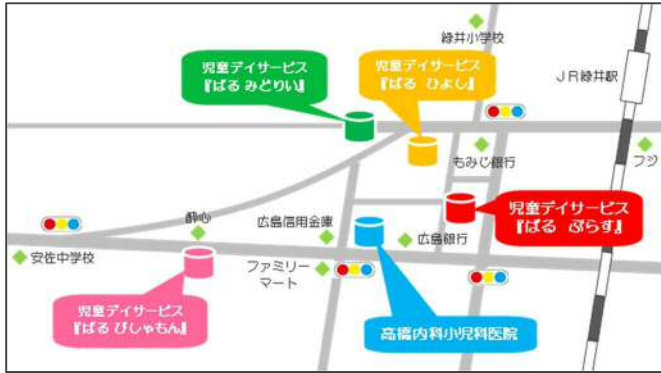 緑井小学校
児童デイサービス
『ぱる みどりい』
児童デイサービス
『ぱる ひよし』
JR緑井駅
もみじ銀行
フジ
児童デイサービス
『ぱる ぷらす』
酔心
広島信用金庫
広島銀行
安佐中学校
ファミリー
マート
児童デイサービス
『ぱる びしゃもん』
高橋内科小児科医院